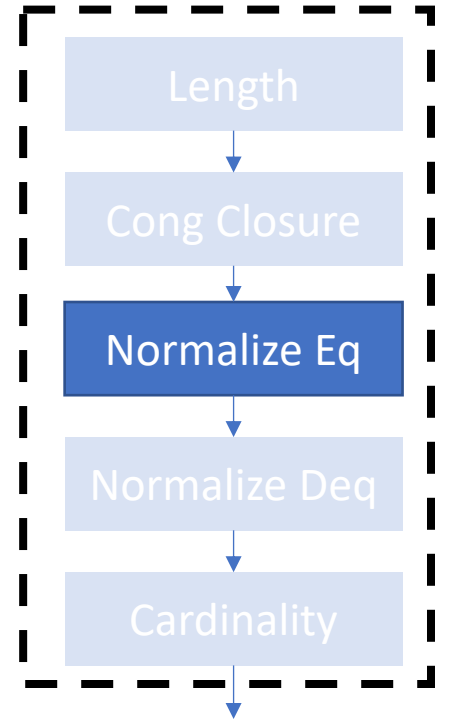 Length
Cong Closure
Normalize Eq
Normalize Deq
Cardinality